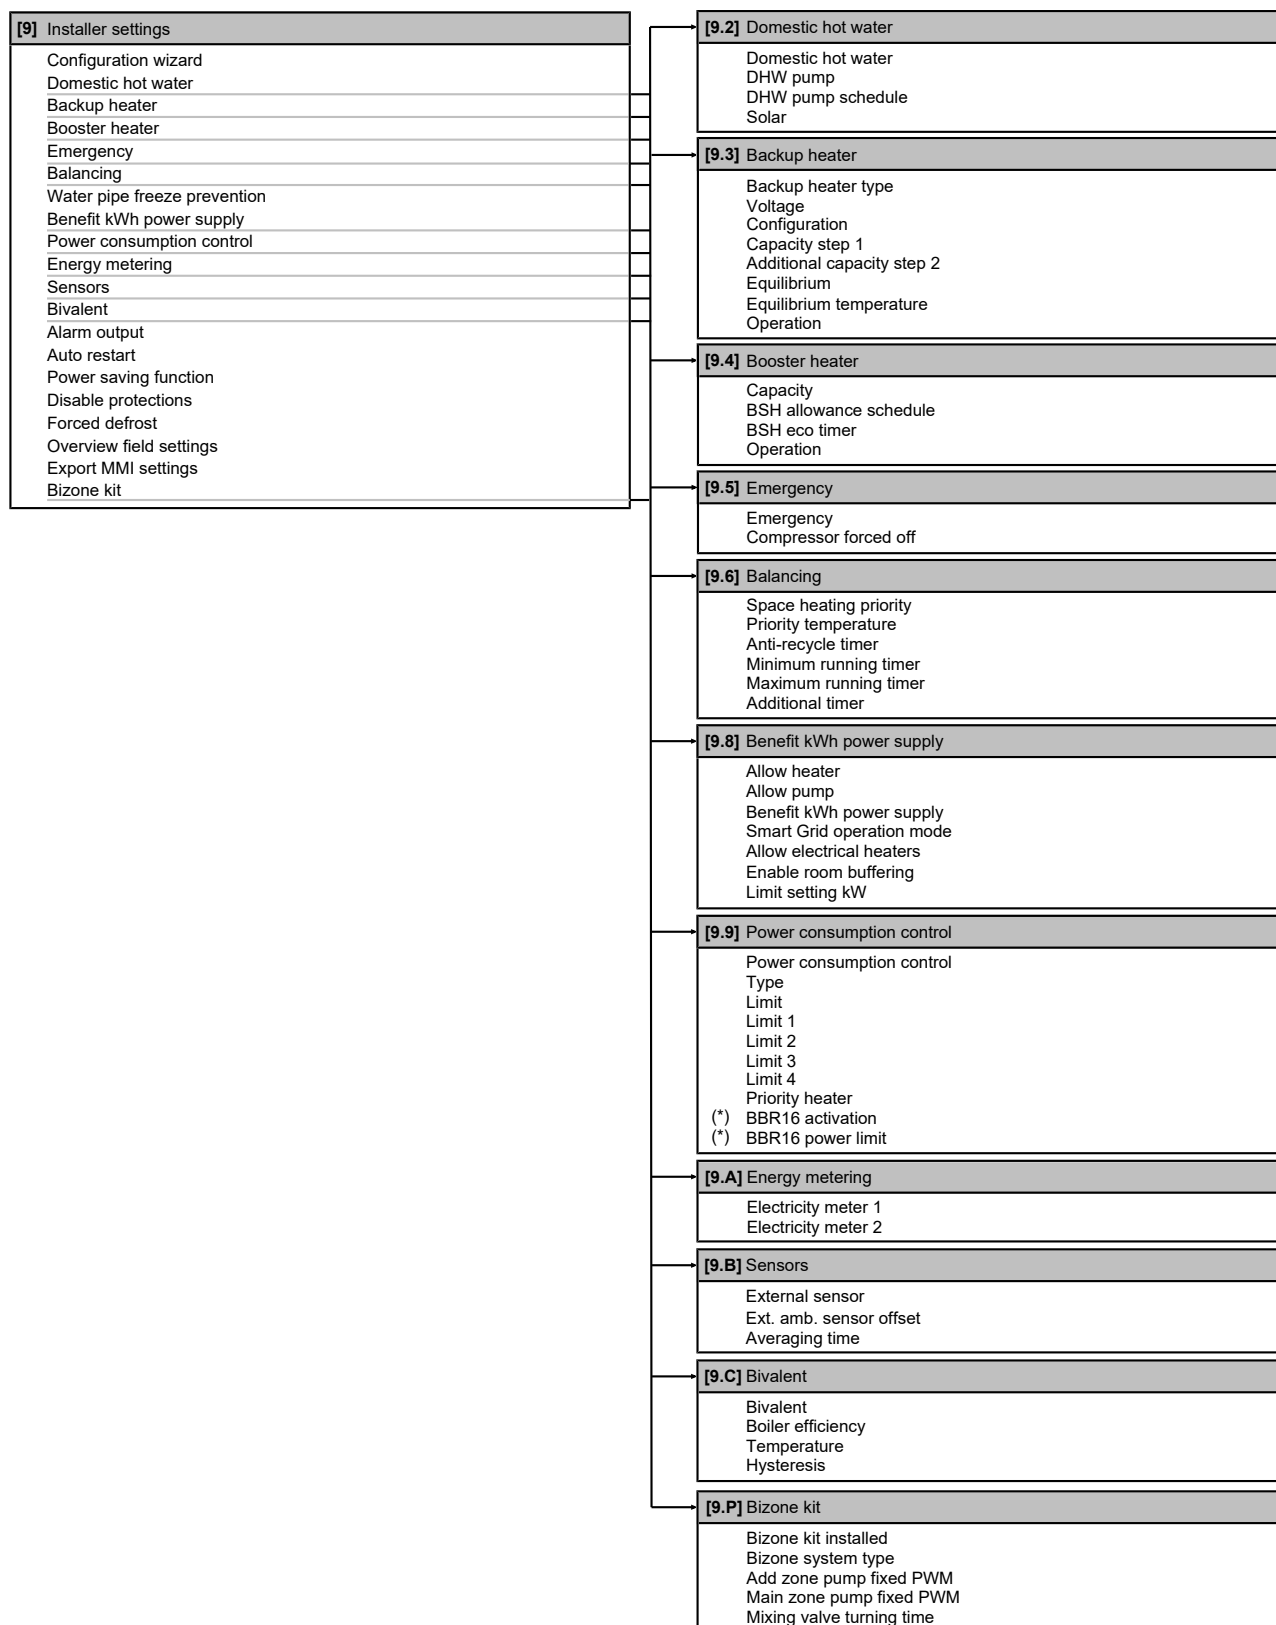 [9] Installer settings
Configuration wizard
Domestic hot water
Backup heater
Booster heater
Emergency
Balancing
Water pipe freeze prevention
Benefit kWh power supply
Power consumption control
Energy metering
Sensors
Bivalent
Alarm output
Auto restart
Power saving function
Disable protections
Forced defrost
Overview field settings
Export MMI settings
Bizone kit
[9.2] Domestic hot water
Domestic hot water
DHW pump
DHW pump schedule
Solar
[9.3] Backup heater
Backup heater type
Voltage
Configuration
Capacity step 1
Additional capacity step 2
Equilibrium
Equilibrium temperature
Operation
[9.4] Booster heater
Capacity
BSH allowance schedule
BSH eco timer
Operation
[9.5] Emergency
Emergency
Compressor forced off
[9.6] Balancing
Space heating priority
Priority temperature
Anti-recycle timer
Minimum running timer
Maximum running timer
Additional timer
[9.8] Benefit kWh power supply
Allow heater
Allow pump
Benefit kWh power supply
Smart Grid operation mode
Allow electrical heaters
Enable room buffering
Limit setting kW
[9.9] Power consumption control
Power consumption control
Type
Limit
Limit 1
Limit 2
Limit 3
Limit 4
Priority heater
(*) BBR16 activation
(*) BBR16 power limit
[9.A] Energy metering
Electricity meter 1
Electricity meter 2
[9.B] Sensors
External sensor
Ext. amb. sensor offset
Averaging time
[9.C] Bivalent
Bivalent
Boiler efficiency
Temperature
Hysteresis
[9.P] Bizone kit
Bizone kit installed
Bizone system type
Add zone pump fixed PWM
Main zone pump fixed PWM
Mixing valve turning time